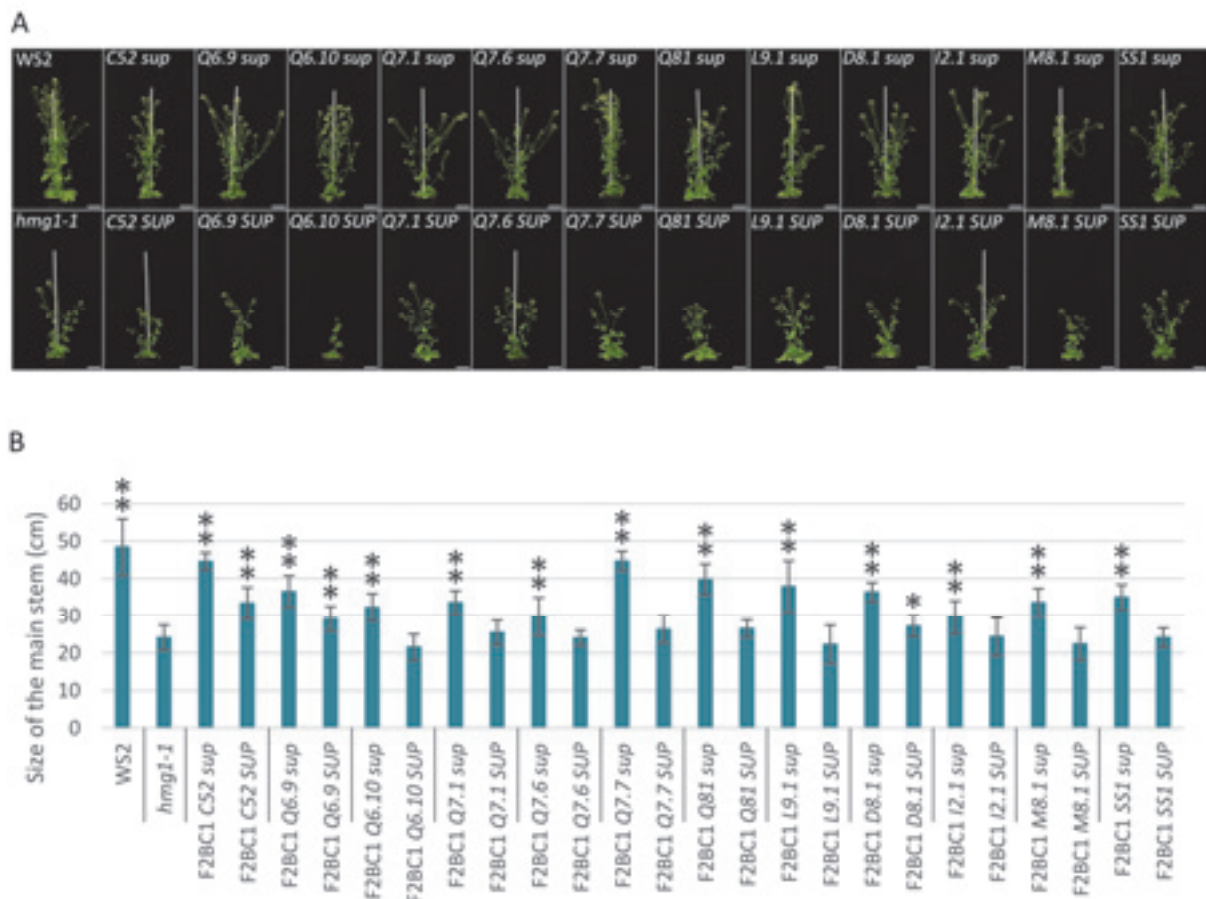 A
WS2 C52 sup Q6.9 sup Q6.10 sup Q7.1 sup Q7.6 sup Q7.7 sup Q81 sup L9.1 sup D8.1 sup I2.1 sup M8.1 sup SS1 sup
hmg1-1 C52 SUP Q6.9 SUP Q6.10 SUP Q7.1 SUP Q7.6 SUP Q7.7 SUP Q81 SUP L9.1 SUP D8.1 SUP I2.1 SUP M8.1 SUP SS1 SUP
B
Size of the main stem (cm)
60
50
40
30
20
10
0
** ** ** ** ** ** ** ** ** ** ** ** * ** ** **
WS2
hmg1-1
F2BC1 C52 sup
F2BC1 C52 SUP
F2BC1 Q6.9 sup
F2BC1 Q6.9 SUP
F2BC1 Q6.10 sup
F2BC1 Q6.10 SUP
F2BC1 Q7.1 sup
F2BC1 Q7.1 SUP
F2BC1 Q7.6 sup
F2BC1 Q7.6 SUP
F2BC1 Q7.7 sup
F2BC1 Q7.7 SUP
F2BC1 Q81 sup
F2BC1 Q81 SUP
F2BC1 L9.1 sup
F2BC1 L9.1 SUP
F2BC1 D8.1 sup
F2BC1 D8.1 SUP
F2BC1 I2.1 sup
F2BC1 I2.1 SUP
F2BC1 M8.1 sup
F2BC1 M8.1 SUP
F2BC1 SS1 sup
F2BC1 SS1 SUP